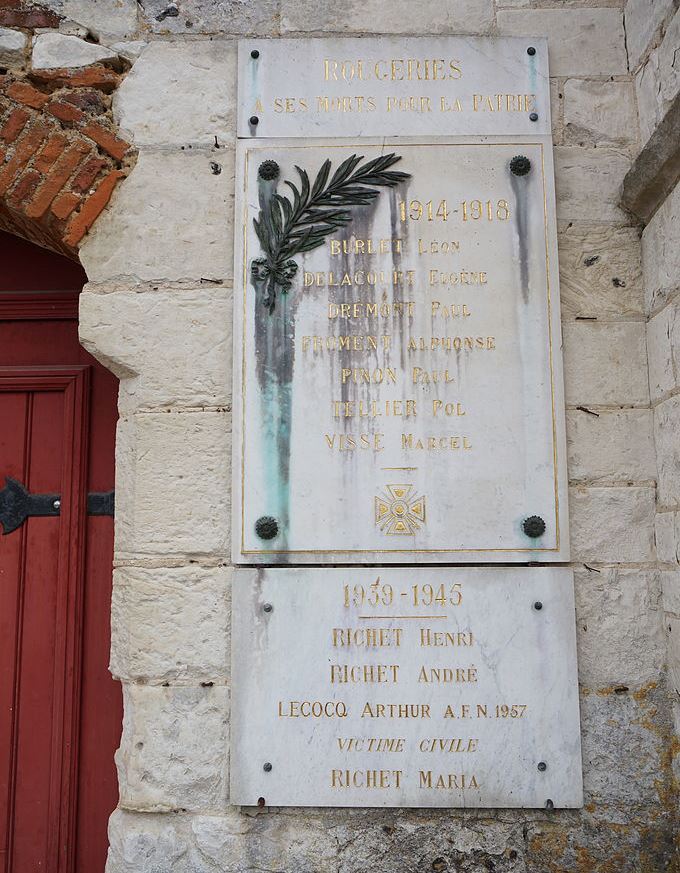 ROUGERIES
A SES MORTS POUR LA PATRIE
1914-1918
BURLET LÉON
DELACOURT EUGÈNE
DREMONT PAUL
FROMENT ALPHONSE
PINON PAUL
TELLIER POL
VISSE MARCEL
1939-1945
RICHET HENRI
RICHET ANDRÉ
LECOCQ ARTHUR A.F.N. 1957
VICTIME CIVILE
RICHET MARIA